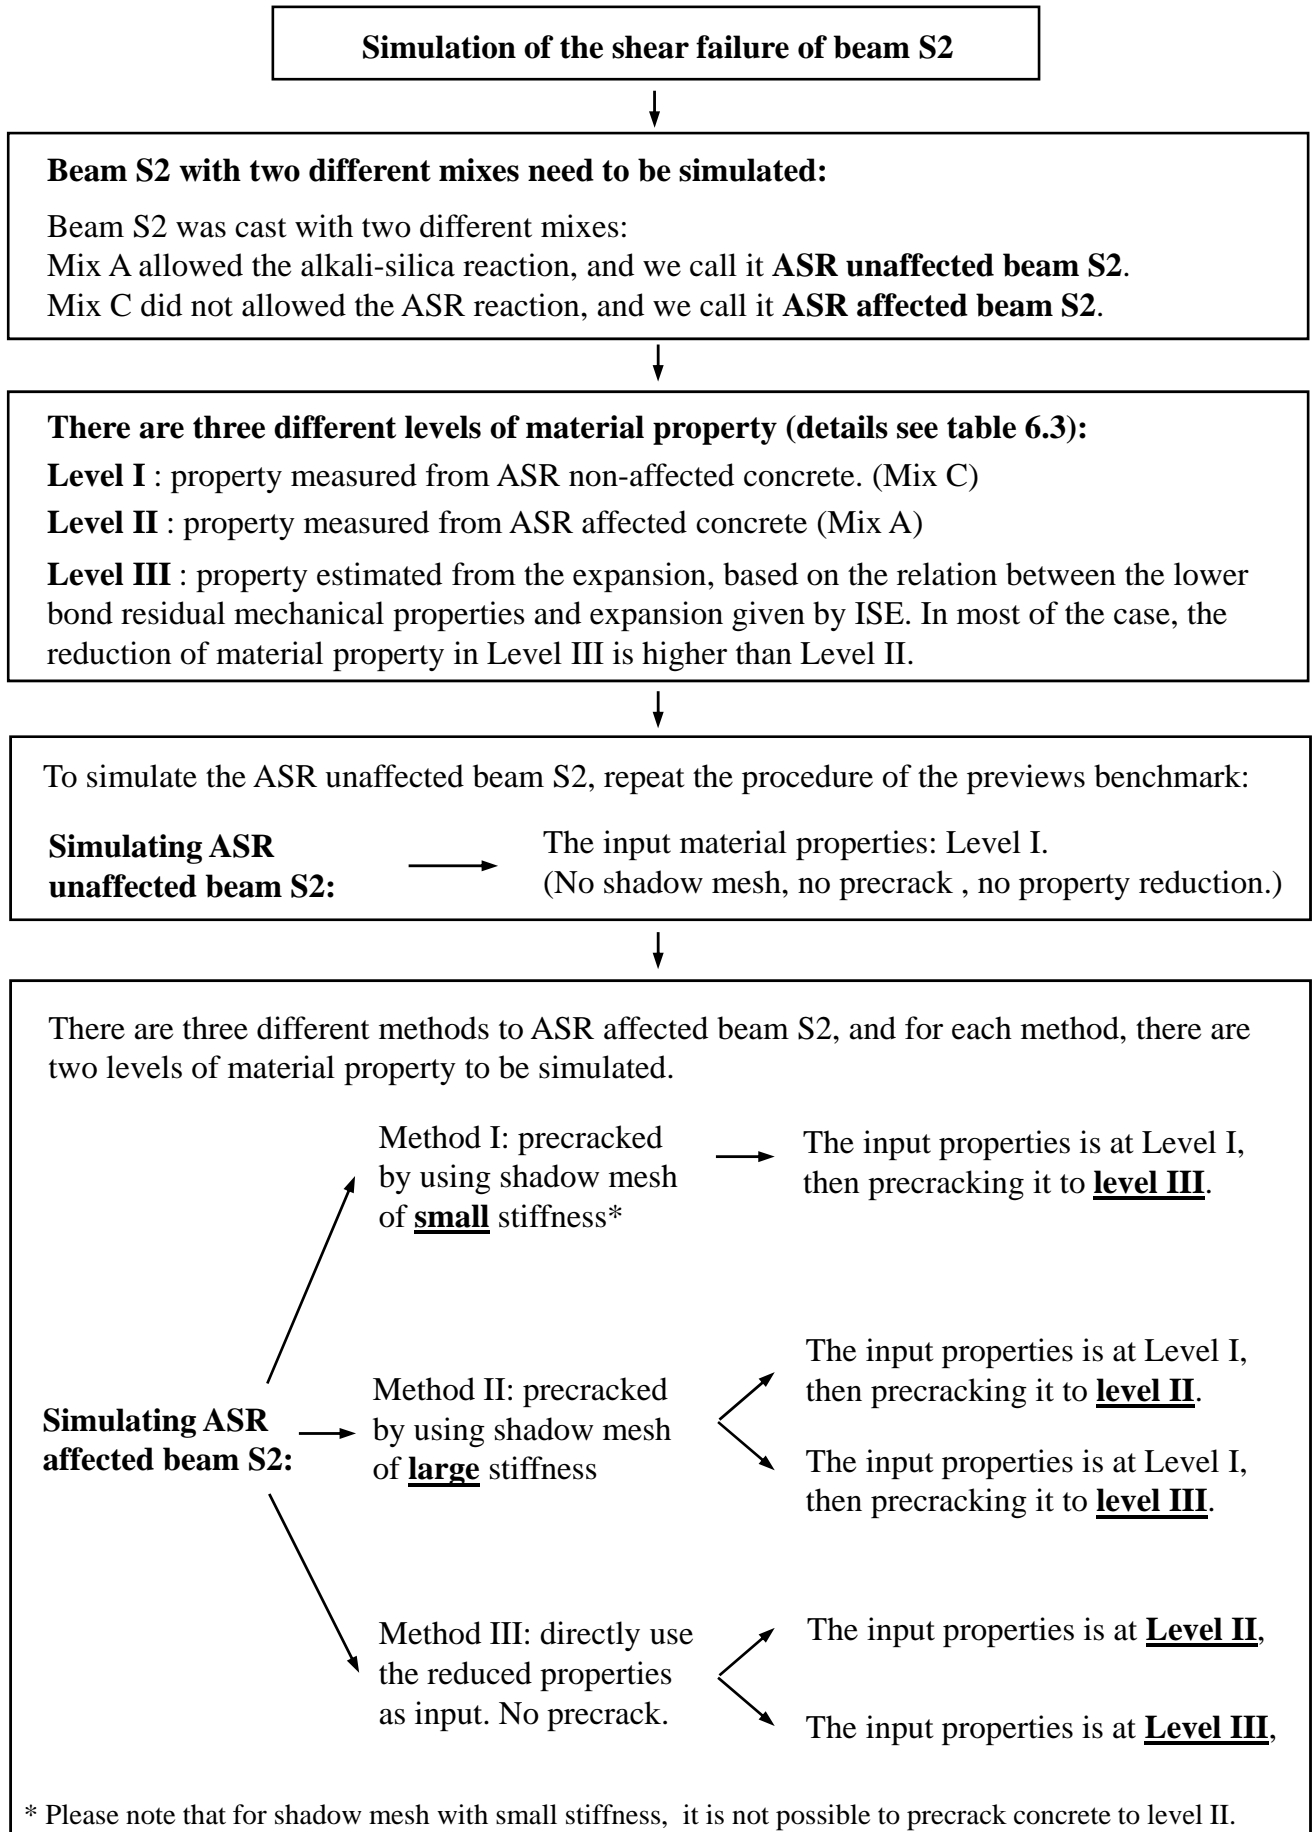 Simulation of the shear failure of beam S2
Beam S2 with two different mixes need to be simulated:
Beam S2 was cast with two different mixes:
Mix A allowed the alkali-silica reaction, and we call it ASR unaffected beam S2.
Mix C did not allowed the ASR reaction, and we call it ASR affected beam S2.
There are three different levels of material property (details see table 6.3):
Level I : property measured from ASR non-affected concrete. (Mix C)
Level II : property measured from ASR affected concrete (Mix A)
Level III : property estimated from the expansion, based on the relation between the lower
bond residual mechanical properties and expansion given by ISE. In most of the case, the
reduction of material property in Level III is higher than Level II.
To simulate the ASR unaffected beam S2, repeat the procedure of the previews benchmark:
Simulating ASR
unaffected beam S2:
The input material properties: Level I.
(No shadow mesh, no precrack , no property reduction.)
There are three different methods to ASR affected beam S2, and for each method, there are
two levels of material property to be simulated.
Simulating ASR
affected beam S2:
Method I: precracked
by using shadow mesh
of small stiffness*
The input properties is at Level I,
then precracking it to level III.
Method II: precracked
by using shadow mesh
of large stiffness
The input properties is at Level I,
then precracking it to level II.
The input properties is at Level I,
then precracking it to level III.
Method III: directly use
the reduced properties
as input. No precrack.
The input properties is at Level II,
The input properties is at Level III,
* Please note that for shadow mesh with small stiffness, it is not possible to precrack concrete to level II.